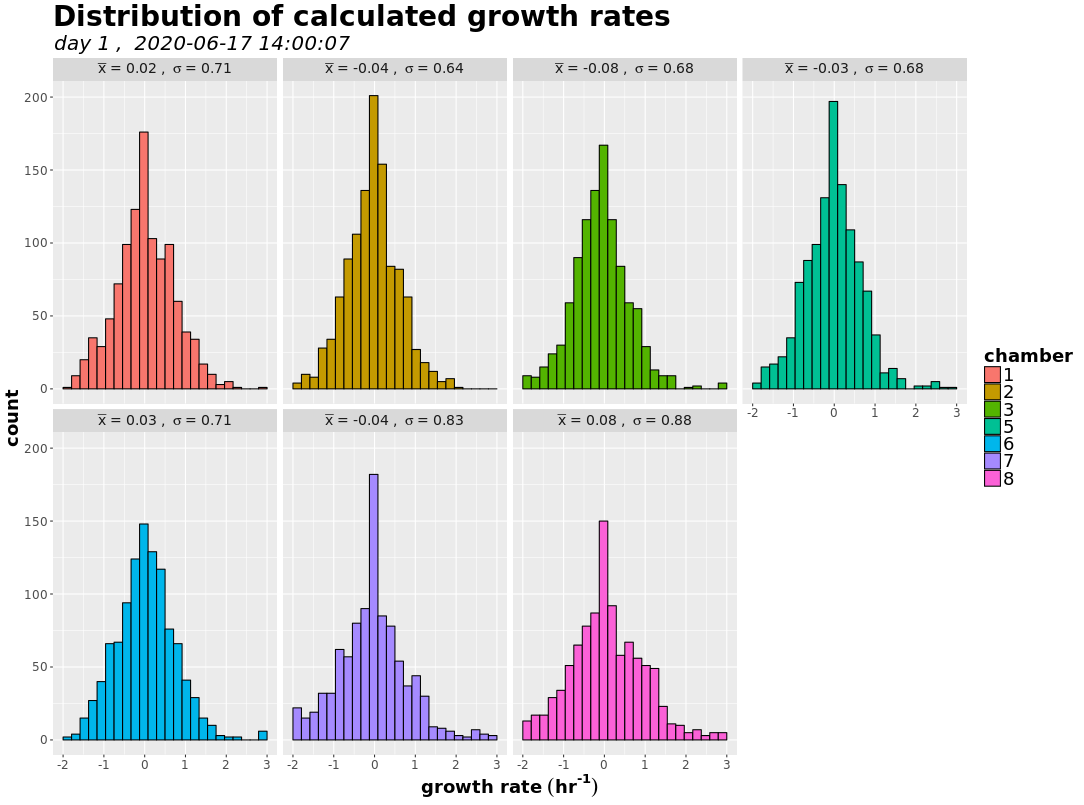 Distribution of calculated growth rates
day 1 ,  2020-06-17 14:00:07
x̅ = 0.02 ,  σ = 0.71
x̅ = -0.04 ,  σ = 0.64
x̅ = -0.08 ,  σ = 0.68
x̅ = -0.03 ,  σ = 0.68
200
150
100
50
0
-2 -1 0 1 2 3
x̅ = 0.03 ,  σ = 0.71
x̅ = -0.04 ,  σ = 0.83
x̅ = 0.08 ,  σ = 0.88
200
150
100
50
0
-2 -1 0 1 2 3
-2 -1 0 1 2 3
-2 -1 0 1 2 3
count
growth rate (hr⁻¹)
chamber
1
2
3
5
6
7
8